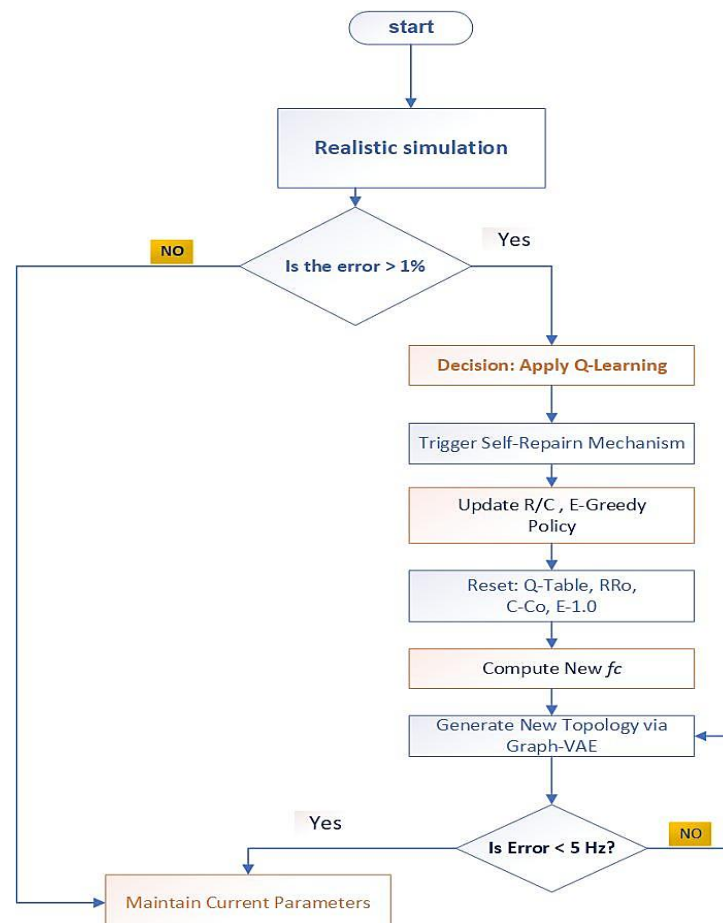 start
Realistic simulation
NO
Yes
Is the error > 1%
Decision: Apply Q-Learning
Trigger Self-Repairn Mechanism
Update R/C , E-Greedy
Policy
Reset: Q-Table, RRo,
C-Co, E-1.0
Compute New fc
Generate New Topology via
Graph-VAE
Yes
NO
Is Error < 5 Hz?
Maintain Current Parameters